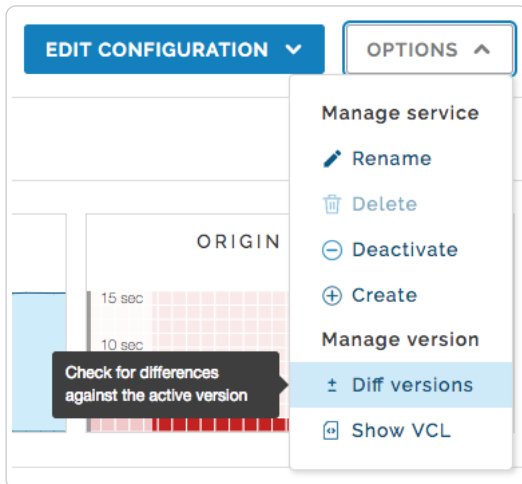 EDIT CONFIGURATION
OPTIONS
Manage service
Rename
Delete
Deactivate
Create
ORIGIN
15 sec
10 sec
Manage version
Check for differences
against the active version
Diff versions
Show VCL